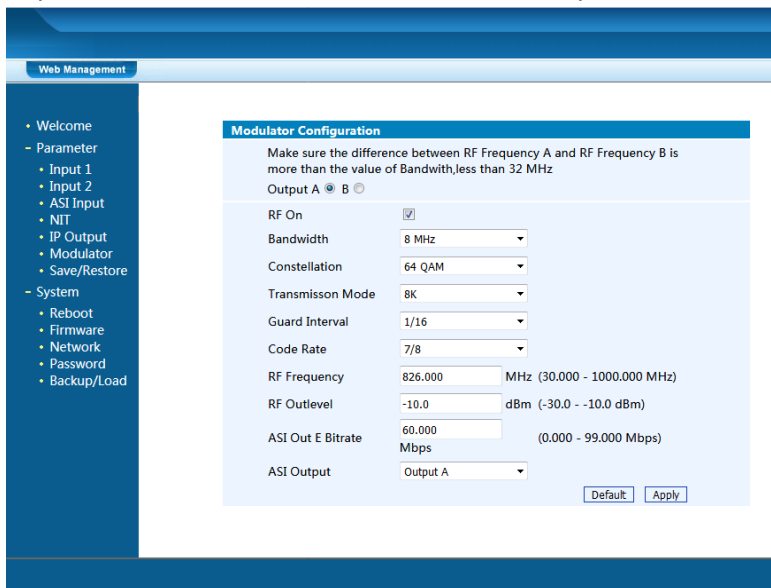 Web Management
Welcome
Parameter
Input 1
Input 2
ASI Input
NIT
IP Output
Modulator
Save/Restore
System
Reboot
Firmware
Network
Password
Backup/Load
Modulator Configuration
Make sure the difference between RF Frequency A and RF Frequency B is
more than the value of Bandwith,less than 32 MHz
Output A B
RF On
Bandwidth 8 MHz
Constellation 64 QAM
Transmisson Mode 8K
Guard Interval 1/16
Code Rate 7/8
RF Frequency 826.000 MHz (30.000 - 1000.000 MHz)
RF Outlevel -10.0 dBm (-30.0 - -10.0 dBm)
ASI Out E Bitrate 60.000 Mbps (0.000 - 99.000 Mbps)
ASI Output Output A
Default Apply